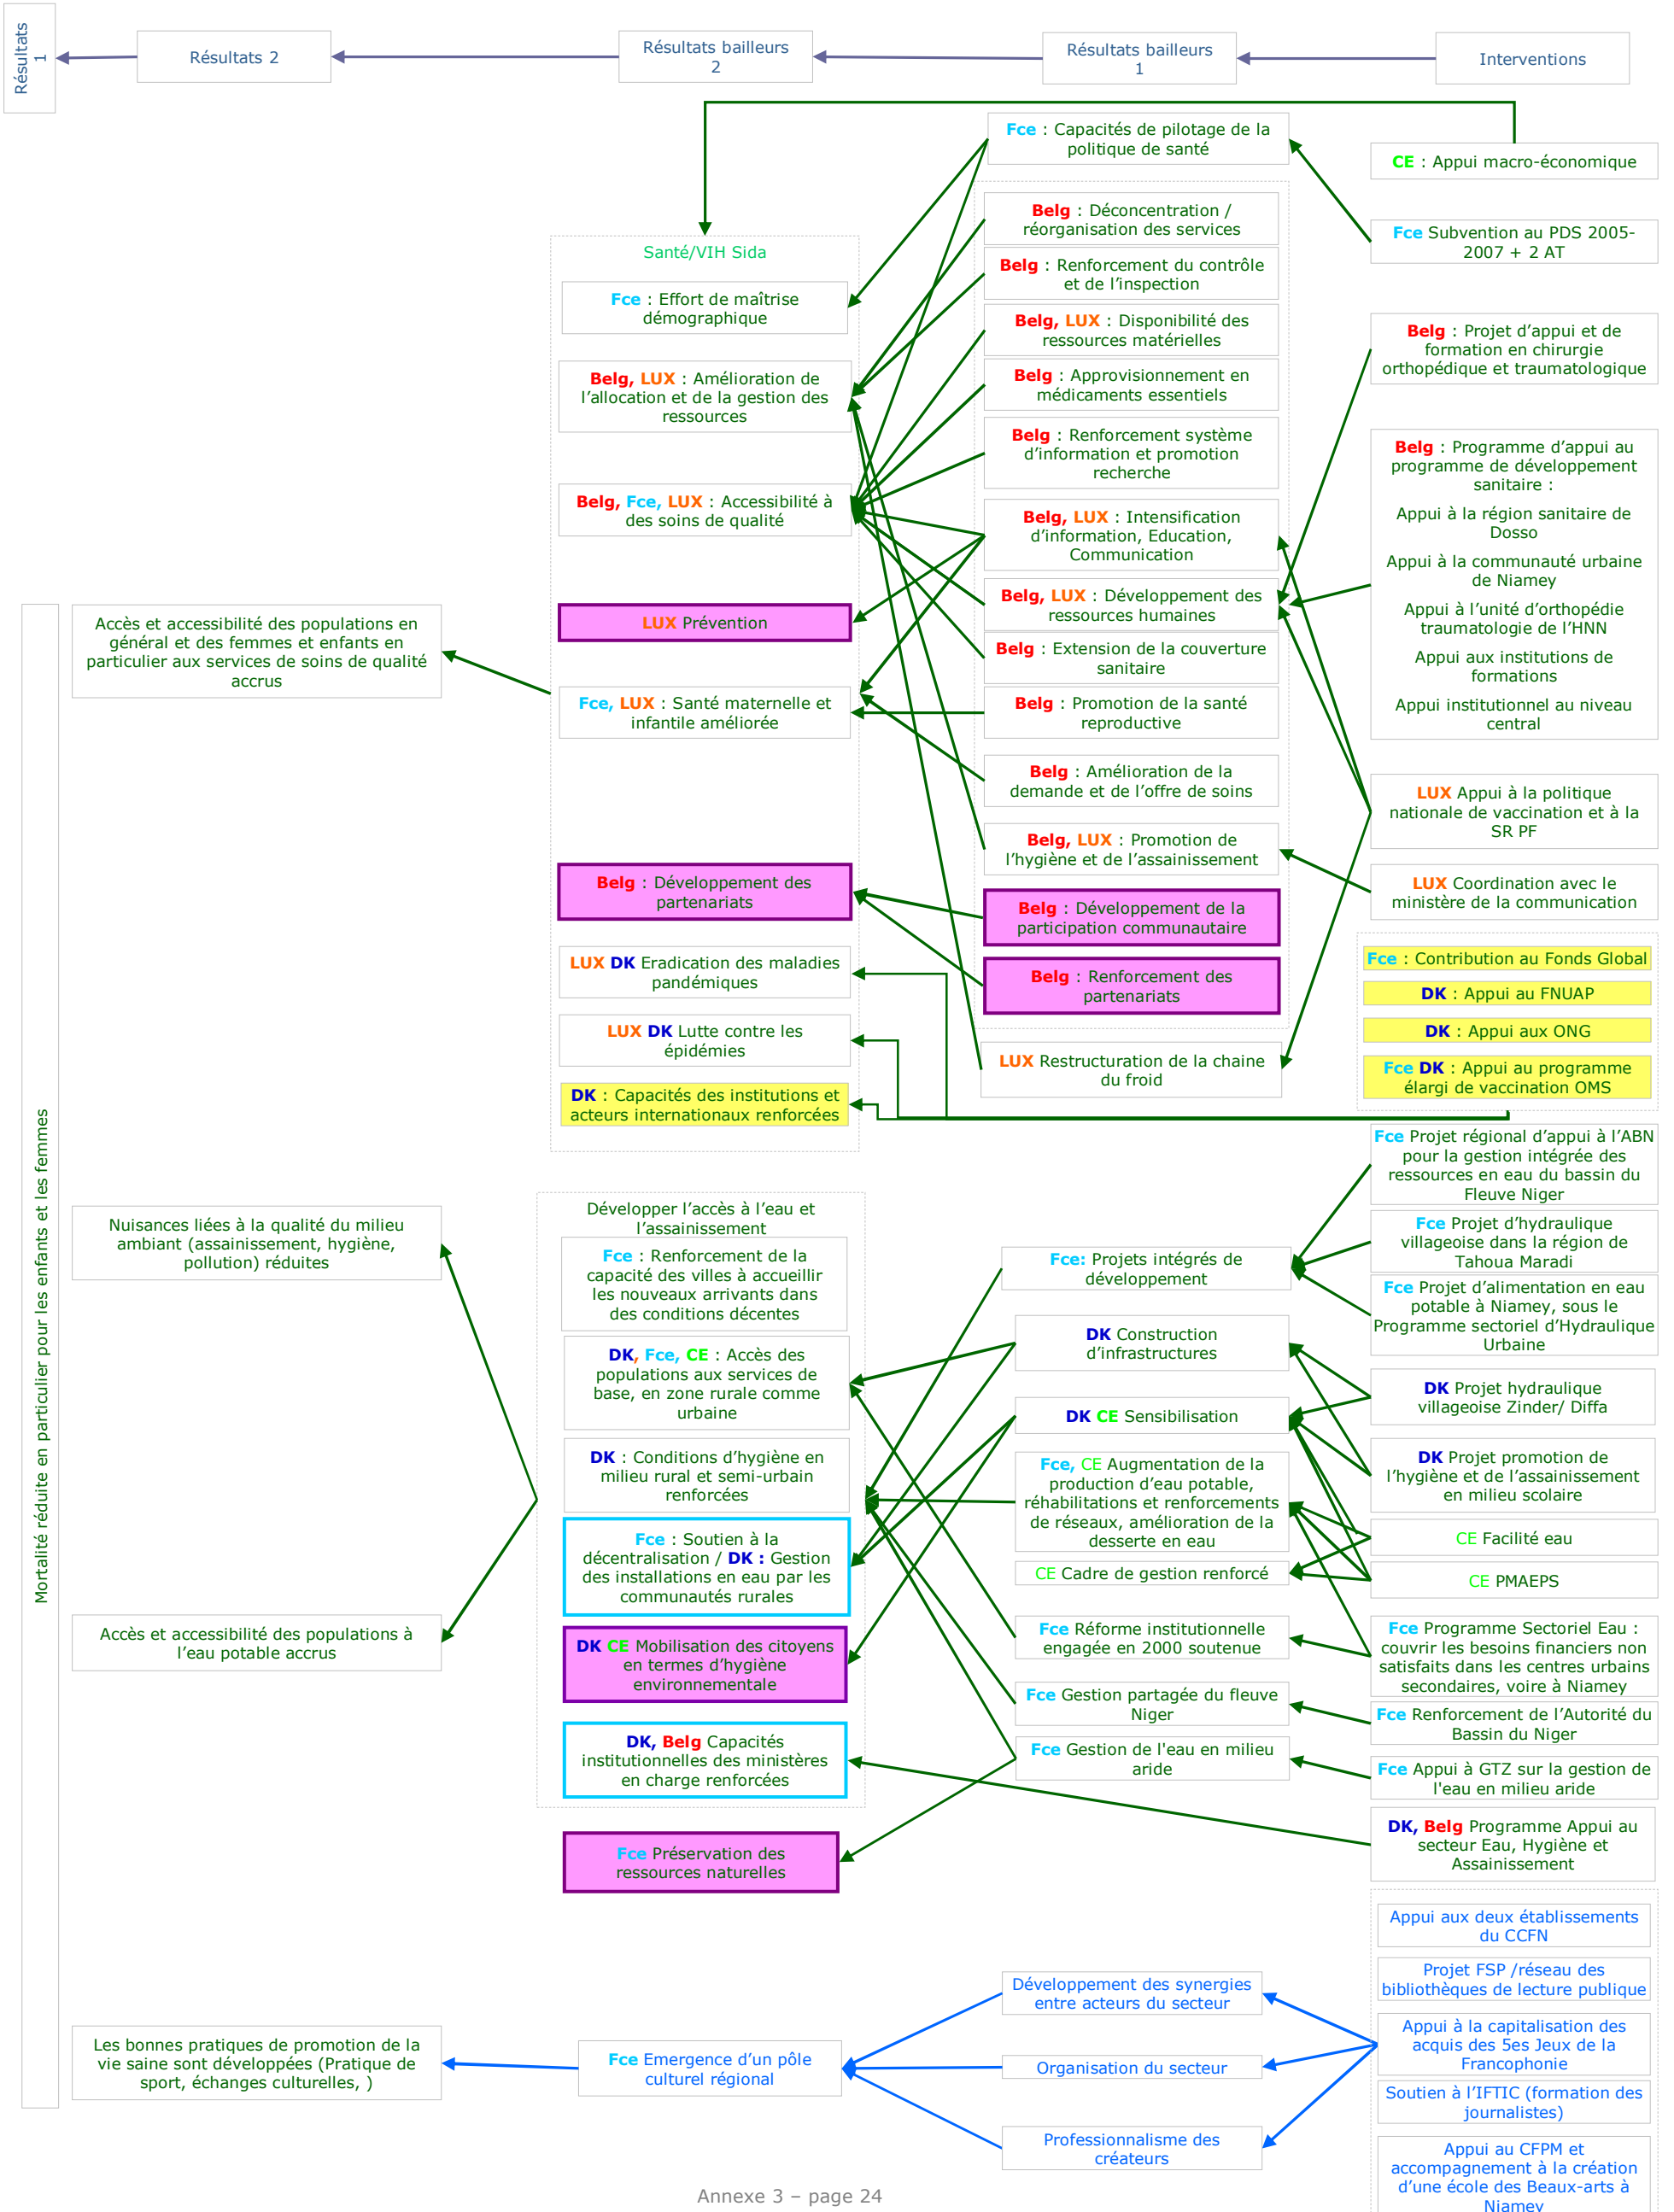 Résultats
1
Résultats 2
Résultats bailleurs
2
Résultats bailleurs
1
Interventions
Mortalité réduite en particulier pour les enfants et les femmes
Accès et accessibilité des populations en
général et des femmes et enfants en
particulier aux services de soins de qualité
accrus
Nuisances liées à la qualité du milieu
ambiant (assainissement, hygiène,
pollution) réduites
Accès et accessibilité des populations à
l’eau potable accrus
Les bonnes pratiques de promotion de la
vie saine sont développées (Pratique de
sport, échanges culturelles, )
Santé/VIH Sida
Fce : Effort de maîtrise
démographique
Belg, LUX : Amélioration de
l’allocation et de la gestion des
ressources
Belg, Fce, LUX : Accessibilité à
des soins de qualité
LUX Prévention
Fce, LUX : Santé maternelle et
infantile améliorée
Belg : Développement des
partenariats
LUX DK Eradication des maladies
pandémiques
LUX DK Lutte contre les
épidémies
DK : Capacités des institutions et
acteurs internationaux renforcées
Développer l’accès à l’eau et
l’assainissement
Fce : Renforcement de la
capacité des villes à accueillir
les nouveaux arrivants dans
des conditions décentes
DK, Fce, CE : Accès des
populations aux services de
base, en zone rurale comme
urbaine
DK : Conditions d’hygiène en
milieu rural et semi-urbain
renforcées
Fce : Soutien à la
décentralisation / DK : Gestion
des installations en eau par les
communautés rurales
DK CE Mobilisation des citoyens
en termes d’hygiène
environnementale
DK, Belg Capacités
institutionnelles des ministères
en charge renforcées
Fce Préservation des
ressources naturelles
Fce Emergence d’un pôle
culturel régional
Fce : Capacités de pilotage de la
politique de santé
Belg : Déconcentration /
réorganisation des services
Belg : Renforcement du contrôle
et de l’inspection
Belg, LUX : Disponibilité des
ressources matérielles
Belg : Approvisionnement en
médicaments essentiels
Belg : Renforcement système
d’information et promotion
recherche
Belg, LUX : Intensification
d’information, Education,
Communication
Belg, LUX : Développement des
ressources humaines
Belg : Extension de la couverture
sanitaire
Belg : Promotion de la santé
reproductive
Belg : Amélioration de la
demande et de l’offre de soins
Belg, LUX : Promotion de
l’hygiène et de l’assainissement
Belg : Développement de la
participation communautaire
Belg : Renforcement des
partenariats
LUX Restructuration de la chaine
du froid
Fce: Projets intégrés de
développement
DK Construction
d’infrastructures
DK CE Sensibilisation
Fce, CE Augmentation de la
production d’eau potable,
réhabilitations et renforcements
de réseaux, amélioration de la
desserte en eau
CE Cadre de gestion renforcé
Fce Réforme institutionnelle
engagée en 2000 soutenue
Fce Gestion partagée du fleuve
Niger
Fce Gestion de l'eau en milieu
aride
Développement des synergies
entre acteurs du secteur
Organisation du secteur
Professionnalisme des
créateurs
CE : Appui macro-économique
Fce Subvention au PDS 2005-
2007 + 2 AT
Belg : Projet d’appui et de
formation en chirurgie
orthopédique et traumatologique
Belg : Programme d’appui au
programme de développement
sanitaire :
Appui à la région sanitaire de
Dosso
Appui à la communauté urbaine
de Niamey
Appui à l’unité d’orthopédie
traumatologie de l’HNN
Appui aux institutions de
formations
Appui institutionnel au niveau
central
LUX Appui à la politique
nationale de vaccination et à la
SR PF
LUX Coordination avec le
ministère de la communication
Fce : Contribution au Fonds Global
DK : Appui au FNUAP
DK : Appui aux ONG
Fce DK : Appui au programme
élargi de vaccination OMS
Fce Projet régional d’appui à l’ABN
pour la gestion intégrée des
ressources en eau du bassin du
Fleuve Niger
Fce Projet d’hydraulique
villageoise dans la région de
Tahoua Maradi
Fce Projet d’alimentation en eau
potable à Niamey, sous le
Programme sectoriel d’Hydraulique
Urbaine
DK Projet hydraulique
villageoise Zinder/ Diffa
DK Projet promotion de
l’hygiène et de l’assainissement
en milieu scolaire
CE Facilité eau
CE PMAEPS
Fce Programme Sectoriel Eau :
couvrir les besoins financiers non
satisfaits dans les centres urbains
secondaires, voire à Niamey
Fce Renforcement de l’Autorité du
Bassin du Niger
Fce Appui à GTZ sur la gestion de
l'eau en milieu aride
DK, Belg Programme Appui au
secteur Eau, Hygiène et
Assainissement
Appui aux deux établissements
du CCFN
Projet FSP /réseau des
bibliothèques de lecture publique
Appui à la capitalisation des
acquis des 5es Jeux de la
Francophonie
Soutien à l’IFTIC (formation des
journalistes)
Appui au CFPM et
accompagnement à la création
d’une école des Beaux-arts à
Niamey
Annexe 3 – page 24